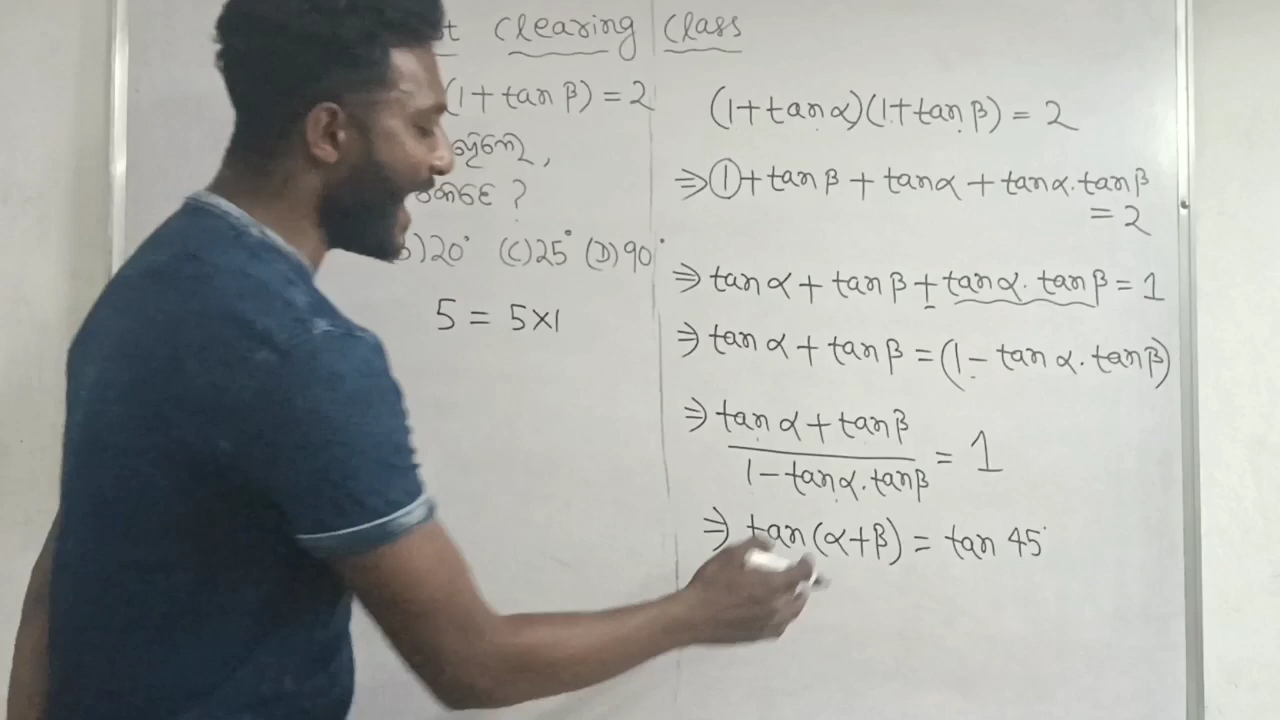 Clearing Class
(1+tan β) = 2
?
20° (C) 25° (D) 90°
5 = 5×1
(1+tan α)(1+tan β) = 2
⇒ 1 + tan β + tan α + tan α . tan β
= 2
⇒ tan α + tan β + tan α . tan β = 1
⇒ tan α + tan β = (1 − tan α . tan β)
⇒ tan α + tan β / 1 − tan α . tan β = 1
⇒ tan (α+β) = tan 45°